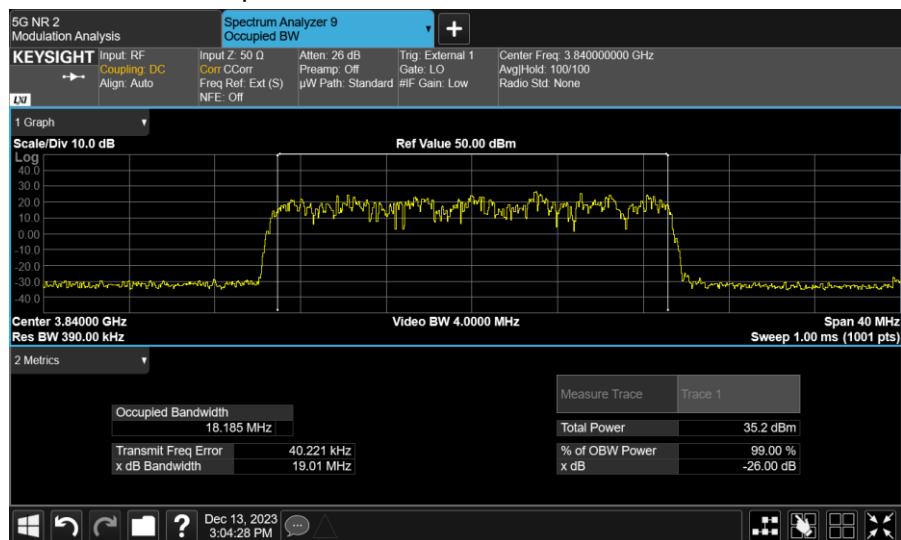 5G NR 2
Modulation Analysis
Spectrum Analyzer 9
Occupied BW
KEYSIGHT
LXI
Input: RF
Coupling: DC
Align: Auto
Input Z: 50 Ω
Corr CCorr
Freq Ref: Ext (S)
NFE: Off
Atten: 26 dB
Preamp: Off
µW Path: Standard
Trig: External 1
Gate: LO
#IF Gain: Low
Center Freq: 3.840000000 GHz
Avg|Hold: 100/100
Radio Std: None
1 Graph
Scale/Div 10.0 dB
Ref Value 50.00 dBm
Log
40.0
30.0
20.0
10.0
0.00
-10.0
-20.0
-30.0
-40.0
Center 3.84000 GHz
Video BW 4.0000 MHz
Span 40 MHz
Res BW 390.00 kHz
Sweep 1.00 ms (1001 pts)
2 Metrics
Measure Trace
Trace 1
Occupied Bandwidth
18.185 MHz
Total Power
35.2 dBm
Transmit Freq Error
40.221 kHz
% of OBW Power
99.00 %
x dB Bandwidth
19.01 MHz
x dB
-26.00 dB
Dec 13, 2023
3:04:28 PM